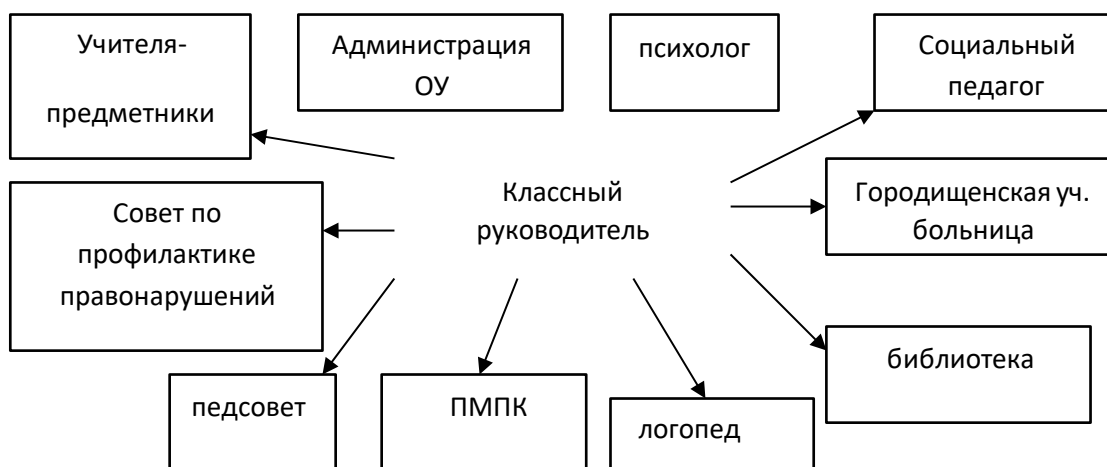 Учителя-
предметники
Администрация
ОУ
психолог
Социальный
педагог
Совет по
профилактике
правонарушений
Классный
руководитель
Городищенская уч.
больница
педсовет
ПМПК
логопед
библиотека